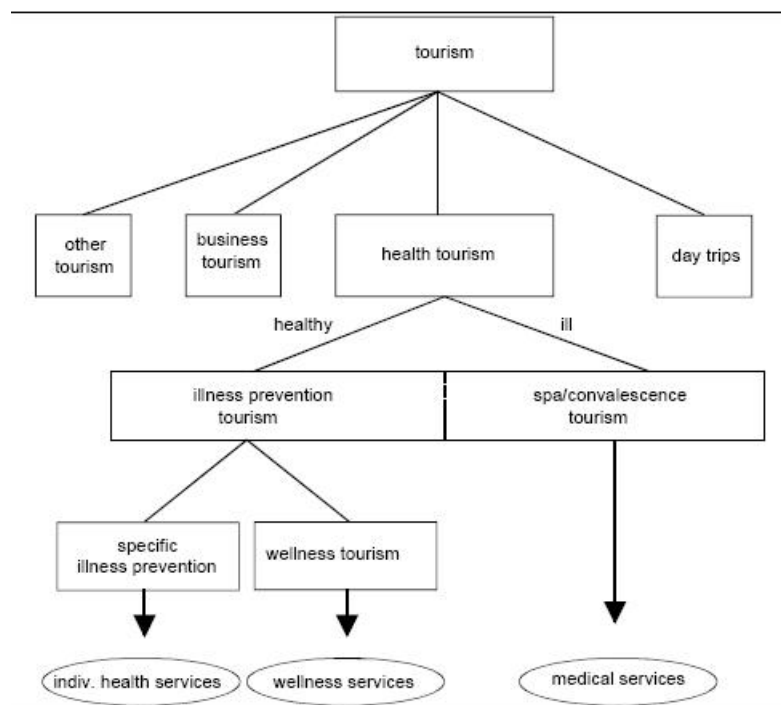 tourism
other
tourism
business
tourism
health tourism
day trips
healthy
ill
illness prevention
tourism
spa/convalescence
tourism
specific
illness prevention
wellness tourism
indiv. health services
wellness services
medical services